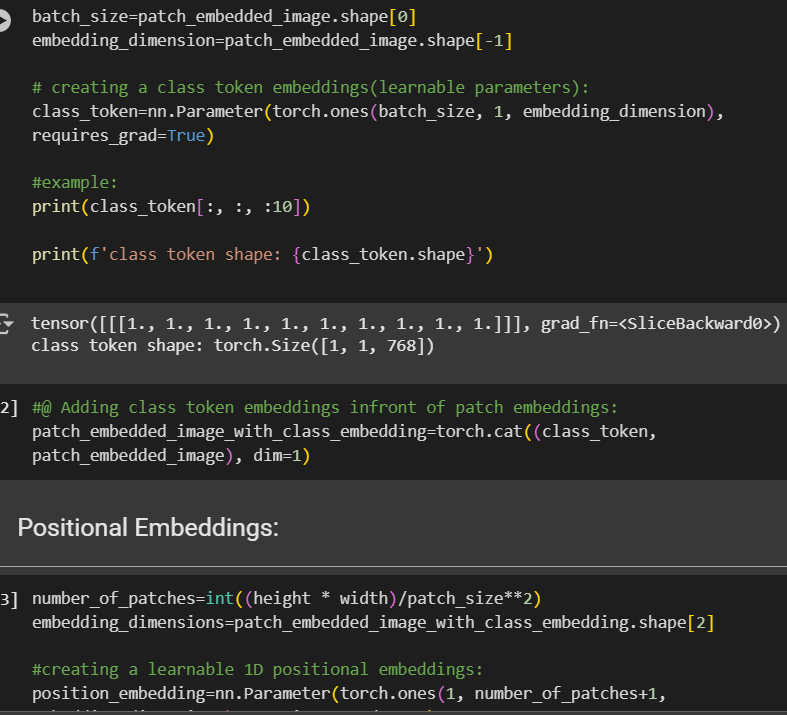 batch_size=patch_embedded_image.shape[0]
embedding_dimension=patch_embedded_image.shape[-1]
# creating a class token embeddings(learnable parameters):
class_token=nn.Parameter(torch.ones(batch_size, 1, embedding_dimension),
requires_grad=True)
#example:
print(class_token[:, :, :10])
print(f'class token shape: {class_token.shape}')
tensor([[[1., 1., 1., 1., 1., 1., 1., 1., 1., 1.]]], grad_fn=<SliceBackward0>)
class token shape: torch.Size([1, 1, 768])
2] #@ Adding class token embeddings infront of patch embeddings:
patch_embedded_image_with_class_embedding=torch.cat((class_token,
patch_embedded_image), dim=1)
Positional Embeddings:
3] number_of_patches=int((height * width)/patch_size**2)
embedding_dimensions=patch_embedded_image_with_class_embedding.shape[2]
#creating a learnable 1D positional embeddings:
position_embedding=nn.Parameter(torch.ones(1, number_of_patches+1,